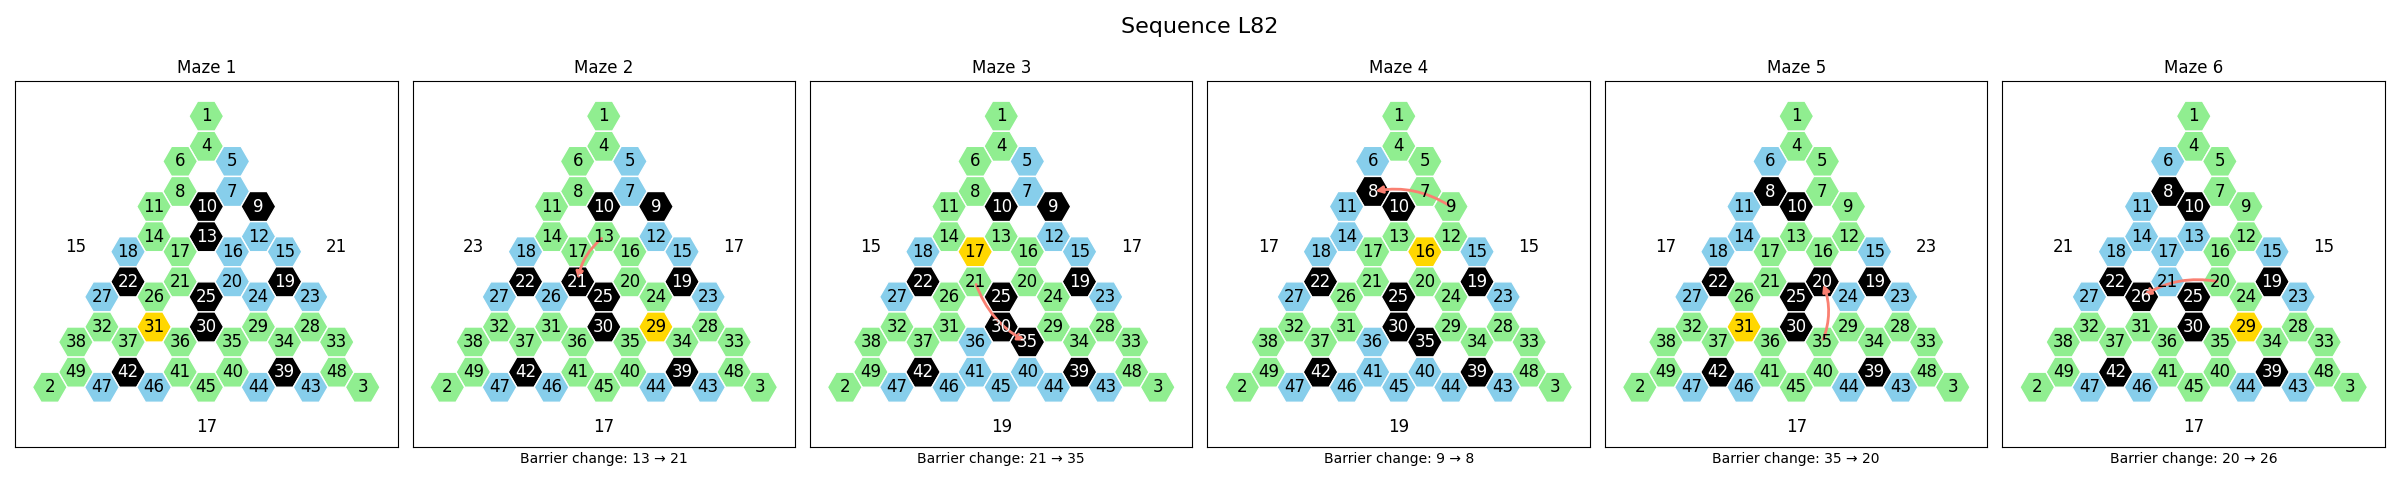 Sequence L82
Maze 1 Maze 2 Maze 3 Maze 4 Maze 5 Maze 6
1 1 1 1 1 1
4 4 4 4 4 4
6 5 6 5 6 5 6 5 6 5 6 5
8 7 8 7 8 7 8 7 8 7 8 7
11 10 9 11 10 9 11 10 9 11 10 9 11 10 9 11 10 9
14 13 12 14 13 12 14 13 12 14 13 12 14 13 12 14 13 12
15 18 17 16 15 21 23 18 17 16 15 17 15 18 17 16 15 17 17 18 17 16 15 15 17 18 17 16 15 23 21 18 17 16 15 15
22 21 20 19 22 21 20 19 22 21 20 19 22 21 20 19 22 21 20 19 22 21 20 19
27 26 25 24 23 27 26 25 24 23 27 26 25 24 23 27 26 25 24 23 27 26 25 24 23 27 26 25 24 23
32 31 30 29 28 32 31 30 29 28 32 31 30 29 28 32 31 30 29 28 32 31 30 29 28 32 31 30 29 28
38 37 36 35 34 33 38 37 36 35 34 33 38 37 36 35 34 33 38 37 36 35 34 33 38 37 36 35 34 33 38 37 36 35 34 33
49 42 41 40 39 48 49 42 41 40 39 48 49 42 41 40 39 48 49 42 41 40 39 48 49 42 41 40 39 48 49 42 41 40 39 48
2 47 46 45 44 43 3 2 47 46 45 44 43 3 2 47 46 45 44 43 3 2 47 46 45 44 43 3 2 47 46 45 44 43 3 2 47 46 45 44 43 3
17 17 19 19 17 17
Barrier change: 13 → 21 Barrier change: 21 → 35 Barrier change: 9 → 8 Barrier change: 35 → 20 Barrier change: 20 → 26